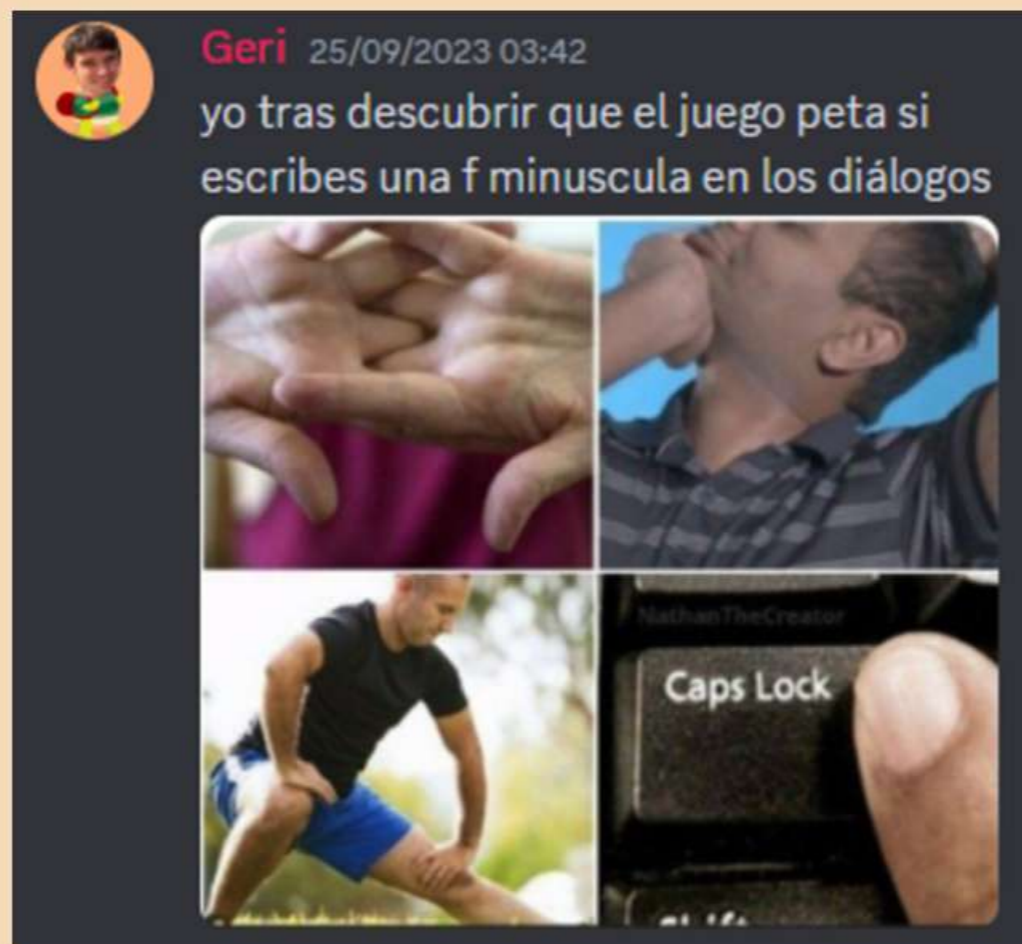 Geri 25/09/2023 03:42
yo tras descubrir que el juego peta si
escribes una f minuscula en los diálogos
NathanTheCreator
Caps Lock
Shift